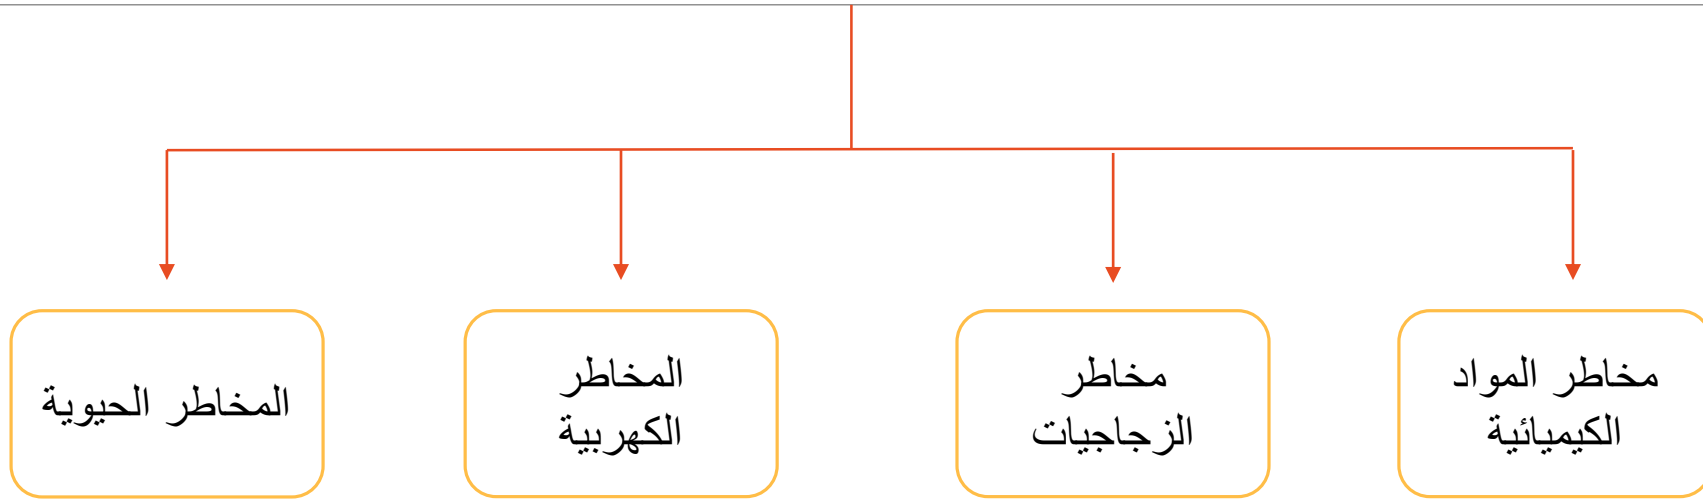 مخاطر المواد
الكيميائية
مخاطر
الزجاجيات
المخاطر
الكهربية
المخاطر الحيوية